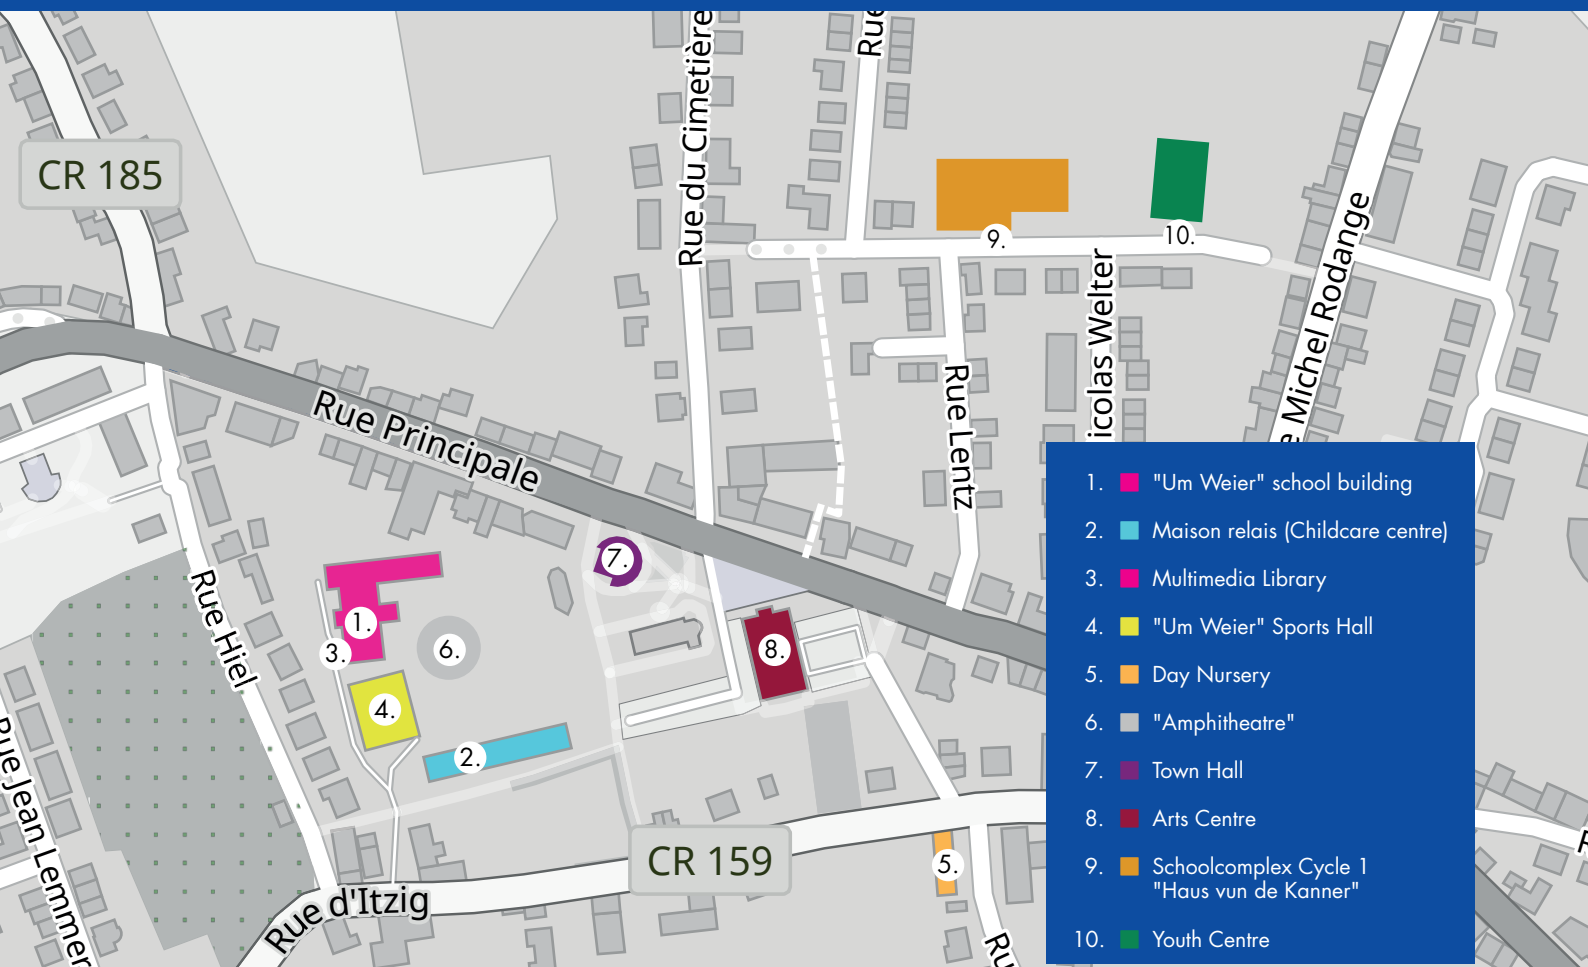 Rue du Cimetière
Rue
CR 185
9.
10.
Rue Michel Rodange
icolas Welter
Rue Principale
Rue Lentz
7.
1.
3.
6.
8.
4.
2.
5.
Rue Hiel
Rue Jean Lemmer
CR 159
Rue d'Itzig
Ru
R
1. "Um Weier" school building
2. Maison relais (Childcare centre)
3. Multimedia Library
4. "Um Weier" Sports Hall
5. Day Nursery
6. "Amphitheatre"
7. Town Hall
8. Arts Centre
9. Schoolcomplex Cycle 1
"Haus vun de Kanner"
10. Youth Centre